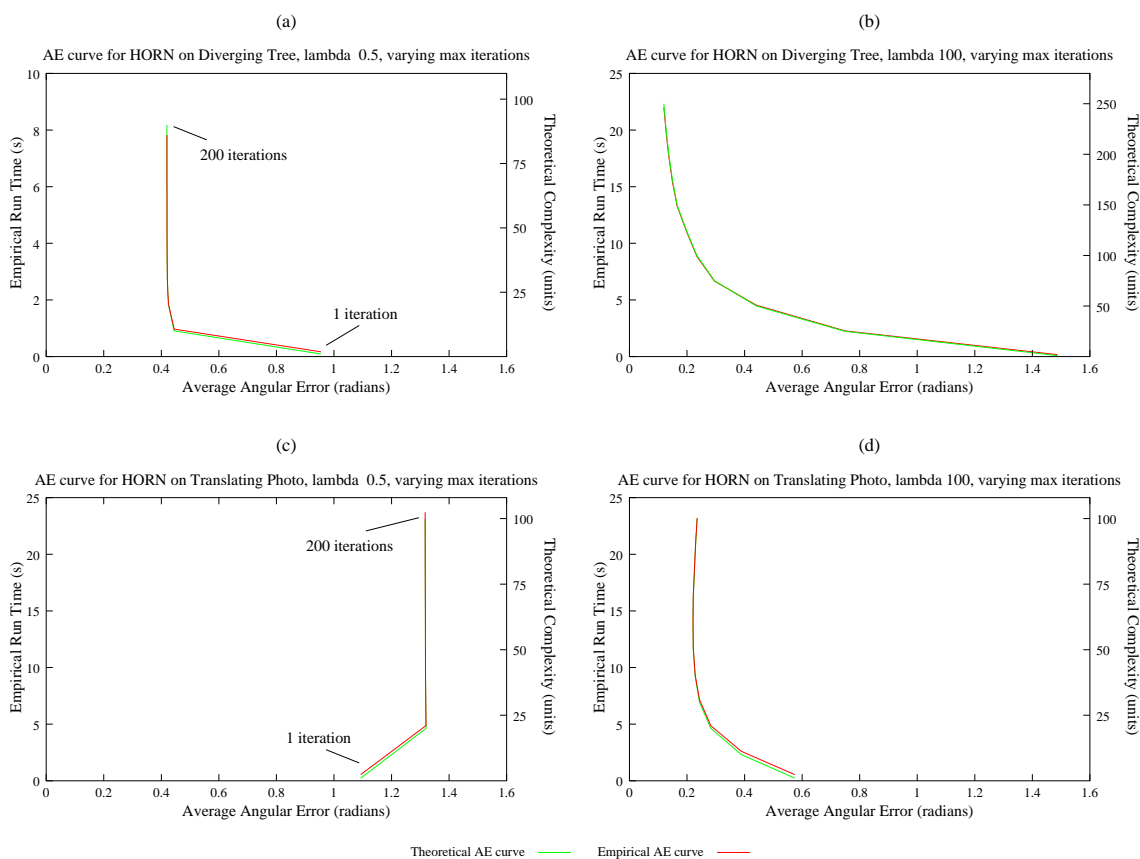 (a)
AE curve for HORN on Diverging Tree, lambda 0.5, varying max iterations
10
8
6
4
2
0
Empirical Run Time (s)
100
75
50
25
Theoretical Complexity (units)
200 iterations
1 iteration
0 0.2 0.4 0.6 0.8 1 1.2 1.4 1.6
Average Angular Error (radians)
(b)
AE curve for HORN on Diverging Tree, lambda 100, varying max iterations
25
20
15
10
5
0
Empirical Run Time (s)
250
200
150
100
50
Theoretical Complexity (units)
0 0.2 0.4 0.6 0.8 1 1.2 1.4 1.6
Average Angular Error (radians)
(c)
AE curve for HORN on Translating Photo, lambda 0.5, varying max iterations
25
20
15
10
5
0
Empirical Run Time (s)
100
75
50
25
Theoretical Complexity (units)
200 iterations
1 iteration
0 0.2 0.4 0.6 0.8 1 1.2 1.4 1.6
Average Angular Error (radians)
(d)
AE curve for HORN on Translating Photo, lambda 100, varying max iterations
25
20
15
10
5
0
Empirical Run Time (s)
100
75
50
25
Theoretical Complexity (units)
0 0.2 0.4 0.6 0.8 1 1.2 1.4 1.6
Average Angular Error (radians)
Theoretical AE curve Empirical AE curve